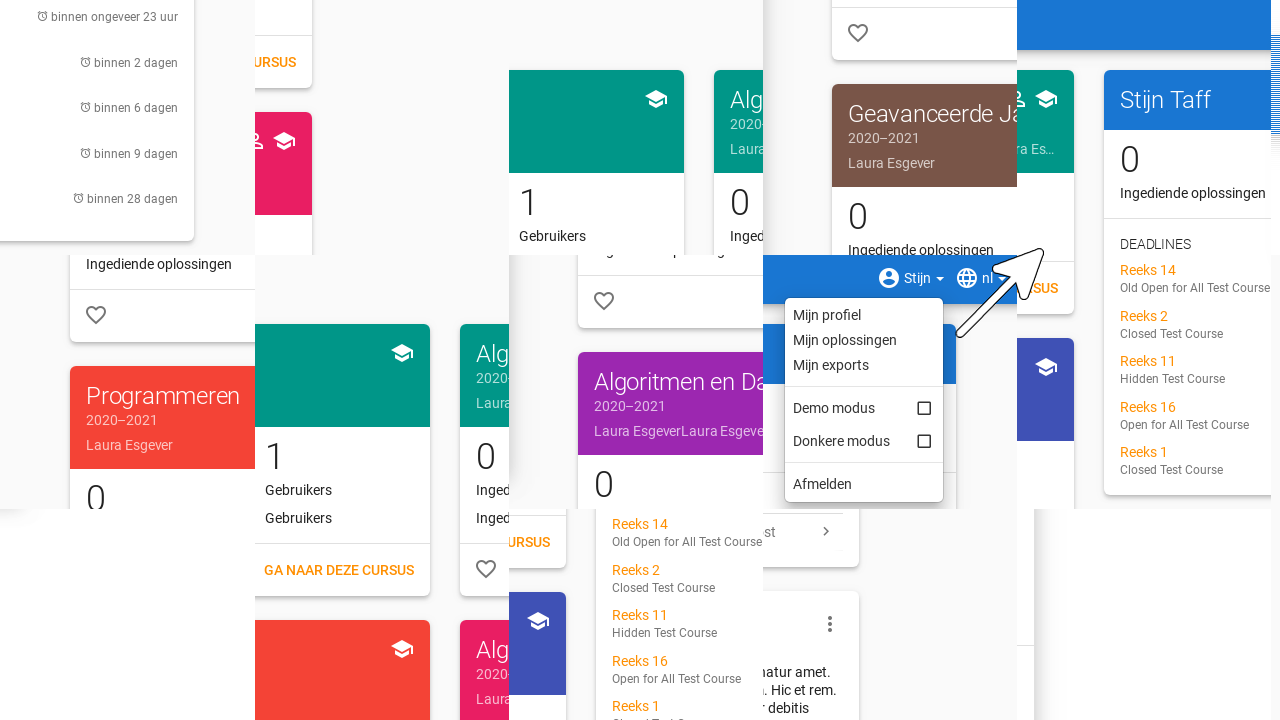 binnen ongeveer 23 uur
binnen 2 dagen
binnen 6 dagen
binnen 9 dagen
binnen 28 dagen
URSUS
1
Gebruikers
Alg
2020–
Laura
0
Inged
Geavanceerde Ja
2020–2021
Laura Esgever
0
Ingediende oplossingen
ra Es...
SUS
Stijn Taff
0
Ingediende oplossingen
DEADLINES
Reeks 14
Old Open for All Test Course
Reeks 2
Closed Test Course
Reeks 11
Hidden Test Course
Reeks 16
Open for All Test Course
Reeks 1
Closed Test Course
Ingediende oplossingen
Programmeren
2020–2021
Laura Esgever
0
1
Gebruikers
Gebruikers
GA NAAR DEZE CURSUS
Alg
2020–
Laura
0
Inged
Inged
Algoritmen en Da
2020–2021
Laura EsgeverLaura Esgeve
0
Stijn
nl
Mijn profiel
Mijn oplossingen
Mijn exports
Demo modus
Donkere modus
Afmelden
URSUS
Reeks 14
Old Open for All Test Course
Reeks 2
Closed Test Course
Reeks 11
Hidden Test Course
Reeks 16
Open for All Test Course
Reeks 1
est
natur amet.
. Hic et rem.
r debitis
Alg
2020–
Laura